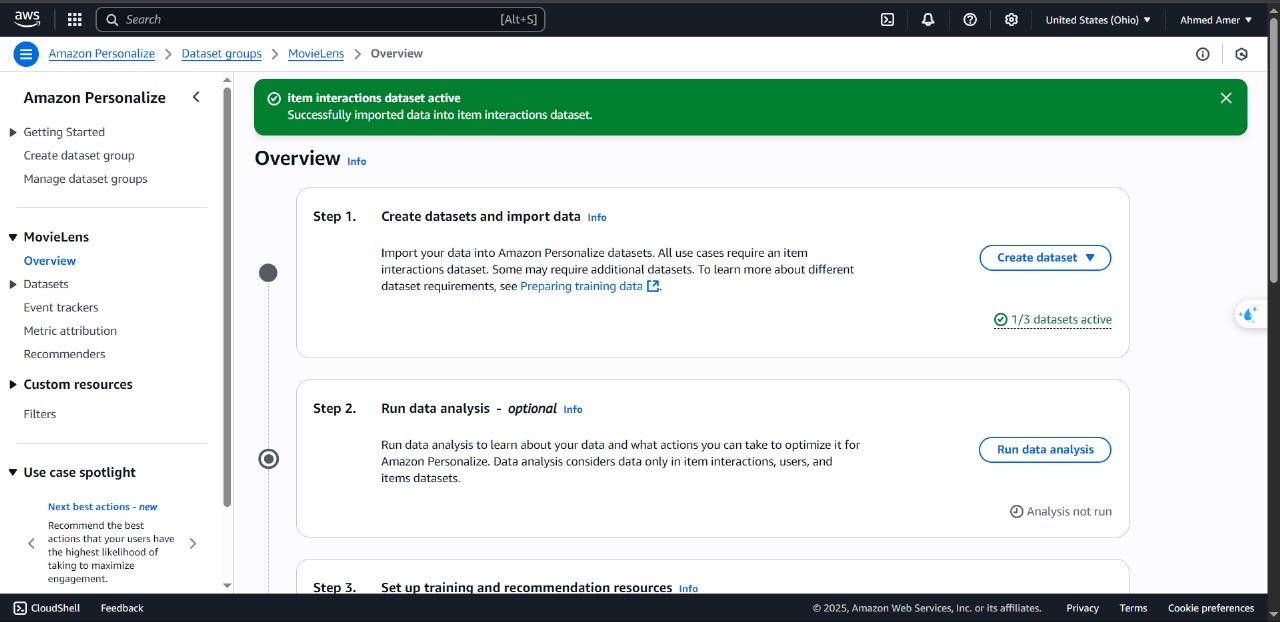 aws
Search
[Alt+S]
United States (Ohio)
Ahmed Amer
Amazon Personalize
Dataset groups
MovieLens
Overview
Amazon Personalize
Getting Started
Create dataset group
Manage dataset groups
MovieLens
Overview
Datasets
Event trackers
Metric attribution
Recommenders
Custom resources
Filters
Use case spotlight
Next best actions - new
Recommend the best
actions that your users have
the highest likelihood of
taking to maximize
engagement.
item interactions dataset active
Successfully imported data into item interactions dataset.
Overview Info
Step 1. Create datasets and import data Info
Import your data into Amazon Personalize datasets. All use cases require an item
interactions dataset. Some may require additional datasets. To learn more about different
dataset requirements, see Preparing training data.
Create dataset
1/3 datasets active
Step 2. Run data analysis - optional Info
Run data analysis to learn about your data and what actions you can take to optimize it for
Amazon Personalize. Data analysis considers data only in item interactions, users, and
items datasets.
Run data analysis
Analysis not run
Step 3. Set up training and recommendation resources Info
CloudShell
Feedback
© 2025, Amazon Web Services, Inc. or its affiliates.
Privacy
Terms
Cookie preferences